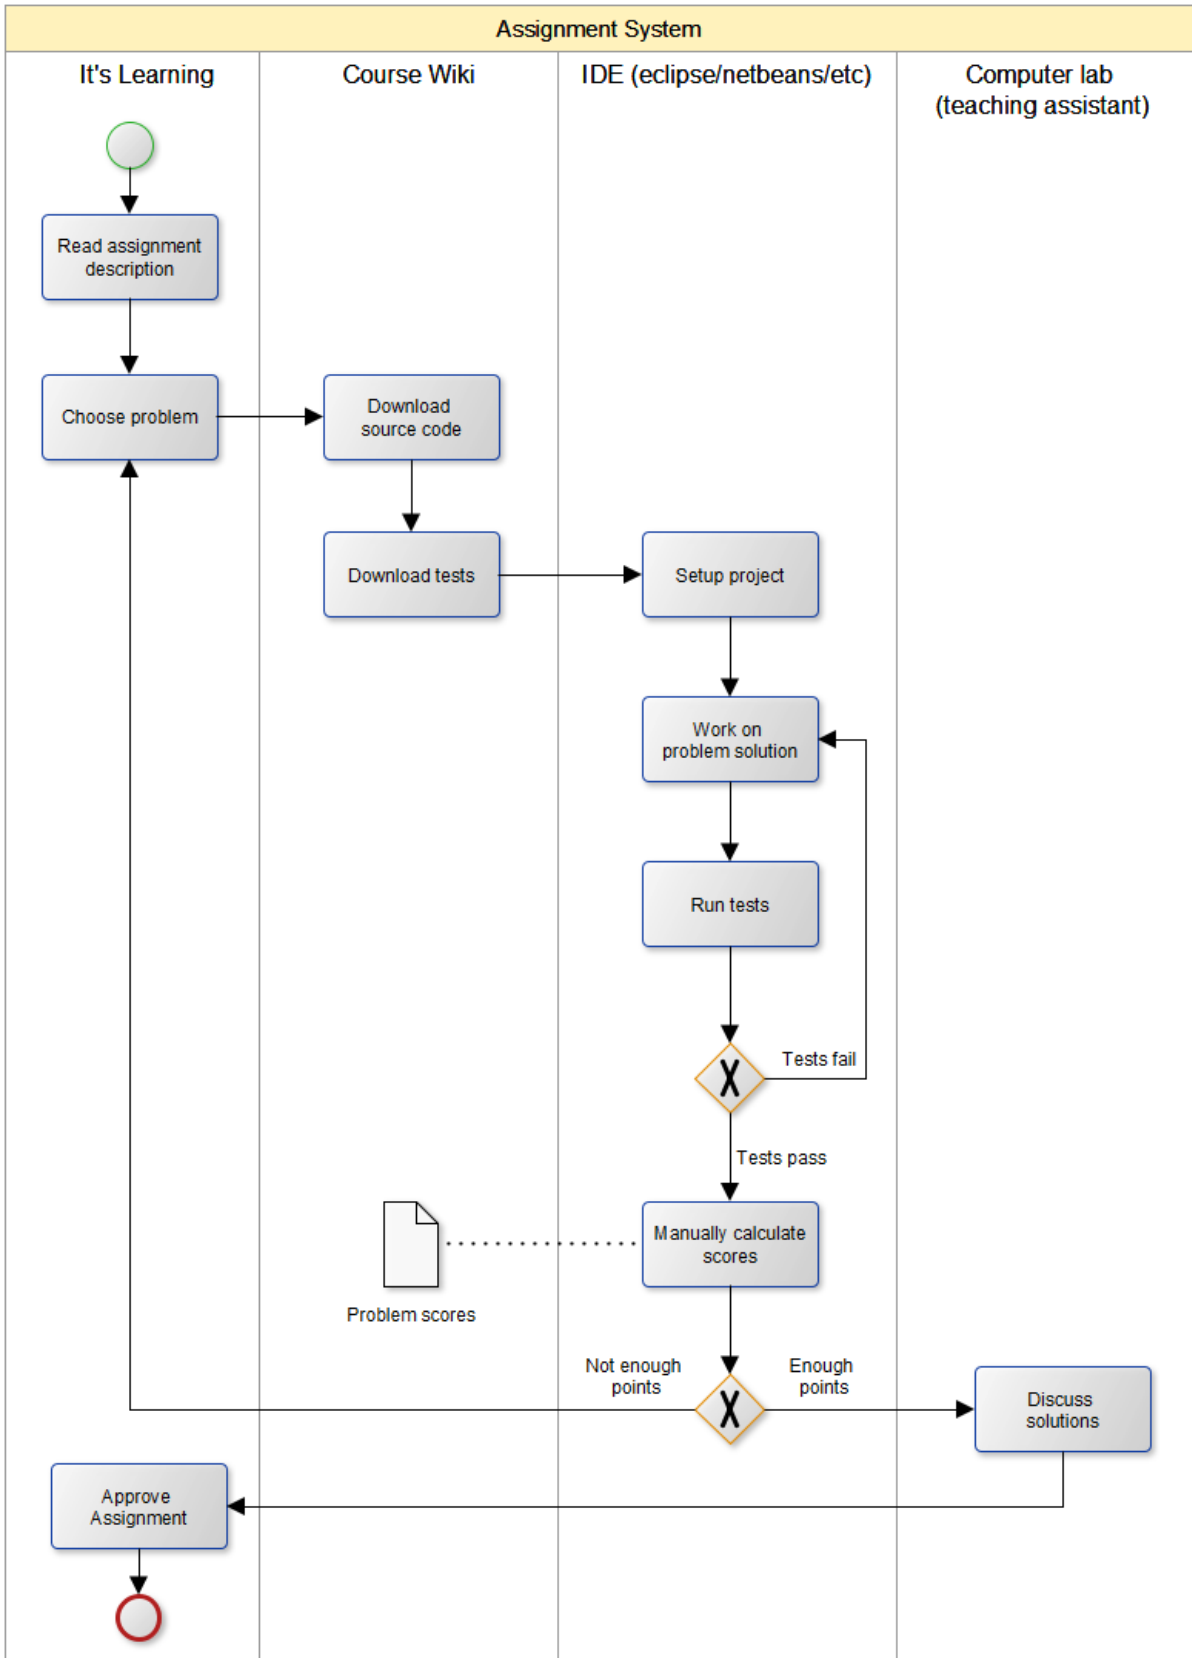 Assignment System
It's Learning
Course Wiki
IDE (eclipse/netbeans/etc)
Computer lab
(teaching assistant)
Read assignment
description
Choose problem
Download
source code
Download tests
Setup project
Work on
problem solution
Run tests
Tests fail
X
Tests pass
Manually calculate
scores
Problem scores
Not enough
points
Enough
points
X
Discuss
solutions
Approve
Assignment